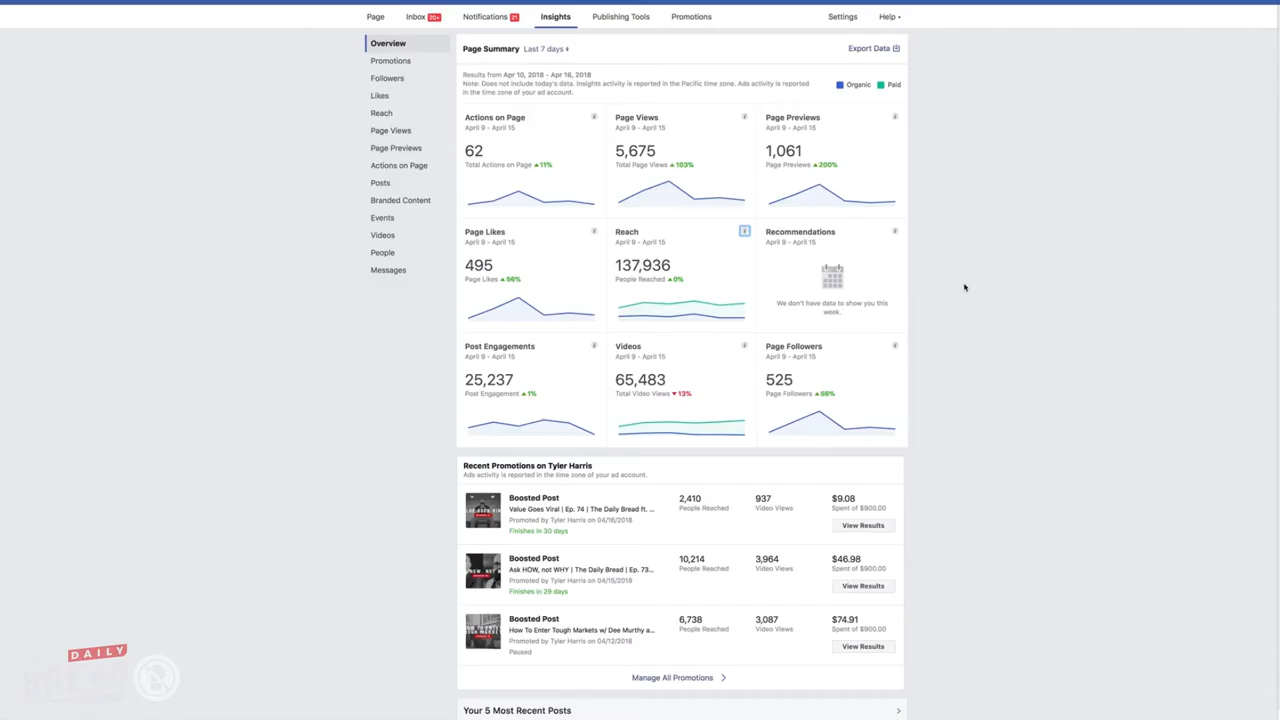 Page Inbox 20+ Notifications 21 Insights Publishing Tools Promotions Settings Help
Overview
Promotions
Followers
Likes
Reach
Page Views
Page Previews
Actions on Page
Posts
Branded Content
Events
Videos
People
Messages
Page Summary Last 7 days
Export Data
Results from Apr 10, 2018 - Apr 16, 2018
Note: Does not include today's data. Insights activity is reported in the Pacific time zone. Ads activity is reported
in the time zone of your ad account.
Organic Paid
Actions on Page
April 9 - April 15
62
Total Actions on Page 11%
Page Views
April 9 - April 15
5,675
Total Page Views 103%
Page Previews
April 9 - April 15
1,061
Page Previews 200%
Page Likes
April 9 - April 15
495
Page Likes 56%
Reach
April 9 - April 15
137,936
People Reached 0%
Recommendations
April 9 - April 15
We don't have data to show you this
week.
Post Engagements
April 9 - April 15
25,237
Post Engagement 1%
Videos
April 9 - April 15
65,483
Total Video Views 13%
Page Followers
April 9 - April 15
525
Page Followers 56%
Recent Promotions on Tyler Harris
Ads activity is reported in the time zone of your ad account.
Boosted Post
Value Goes Viral | Ep. 74 | The Daily Bread ft. ...
Promoted by Tyler Harris on 04/16/2018
Finishes in 30 days
2,410
People Reached
937
Video Views
$9.08
Spent of $900.00
View Results
Boosted Post
Ask HOW, not WHY | The Daily Bread | Ep. 73...
Promoted by Tyler Harris on 04/15/2018
Finishes in 29 days
10,214
People Reached
3,964
Video Views
$46.98
Spent of $900.00
View Results
Boosted Post
How To Enter Tough Markets w/ Dee Murthy a...
Promoted by Tyler Harris on 04/12/2018
Paused
6,738
People Reached
3,087
Video Views
$74.91
Spent of $900.00
View Results
Manage All Promotions
Your 5 Most Recent Posts
DAILY